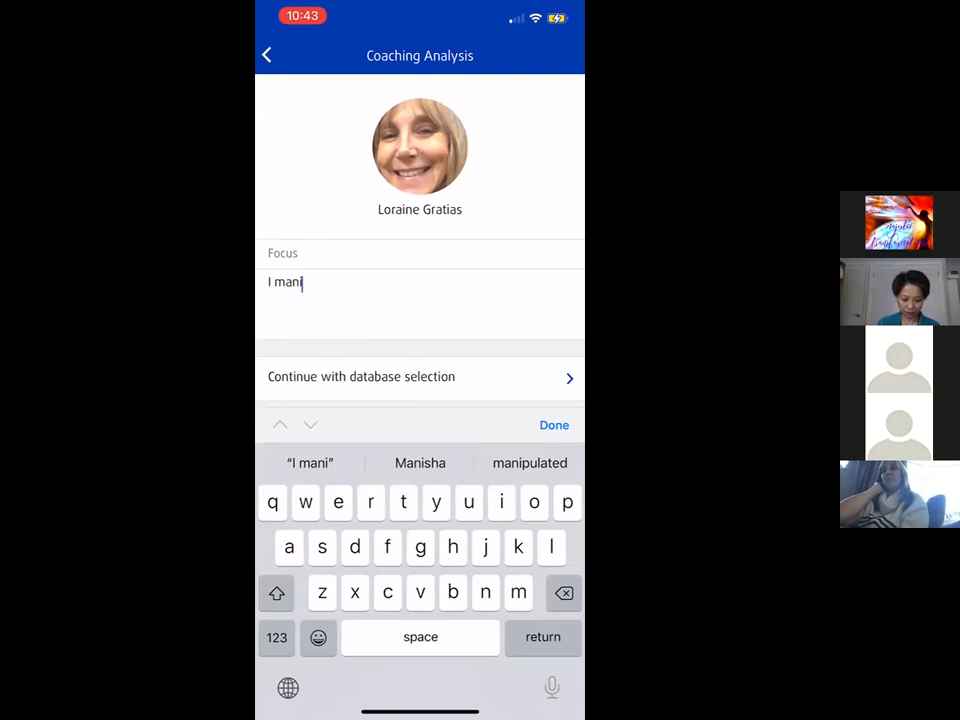 10:43
Coaching Analysis
Loraine Gratias
Focus
I mani
Continue with database selection
Done
“I mani” Manisha manipulated
q w e r t y u i o p
a s d f g h j k l
z x c v b n m
123 space return